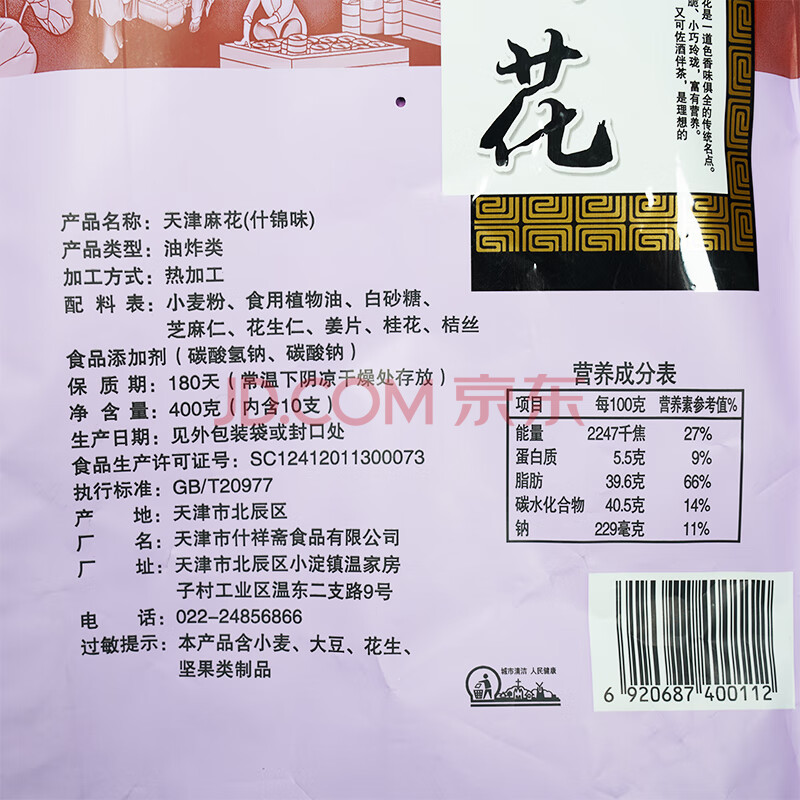 花
花是一道色香味俱全的传统名点。
脆、小巧玲珑，富有营养。
又可佐酒伴茶，是理想的
产品名称：天津麻花(什锦味)
产品类型：油炸类
加工方式：热加工
配料表：小麦粉、食用植物油、白砂糖、
芝麻仁、花生仁、姜片、桂花、桔丝
食品添加剂（碳酸氢钠、碳酸钠）
保质期：180天（常温下阴凉干燥处存放）
净含量：400克（内含10支）
生产日期：见外包装袋或封口处
食品生产许可证号：SC12412011300073
执行标准：GB/T20977
产地：天津市北辰区
厂名：天津市什祥斋食品有限公司
厂址：天津市北辰区小淀镇温家房
子村工业区温东二支路9号
电话：022-24856866
过敏提示：本产品含小麦、大豆、花生、
坚果类制品
JD.COM 京东
营养成分表
项目 每100克 营养素参考值%
能量 2247千焦 27%
蛋白质 5.5克 9%
脂肪 39.6克 66%
碳水化合物 40.5克 14%
钠 229毫克 11%
城市清洁 人民健康
6 920687 400112